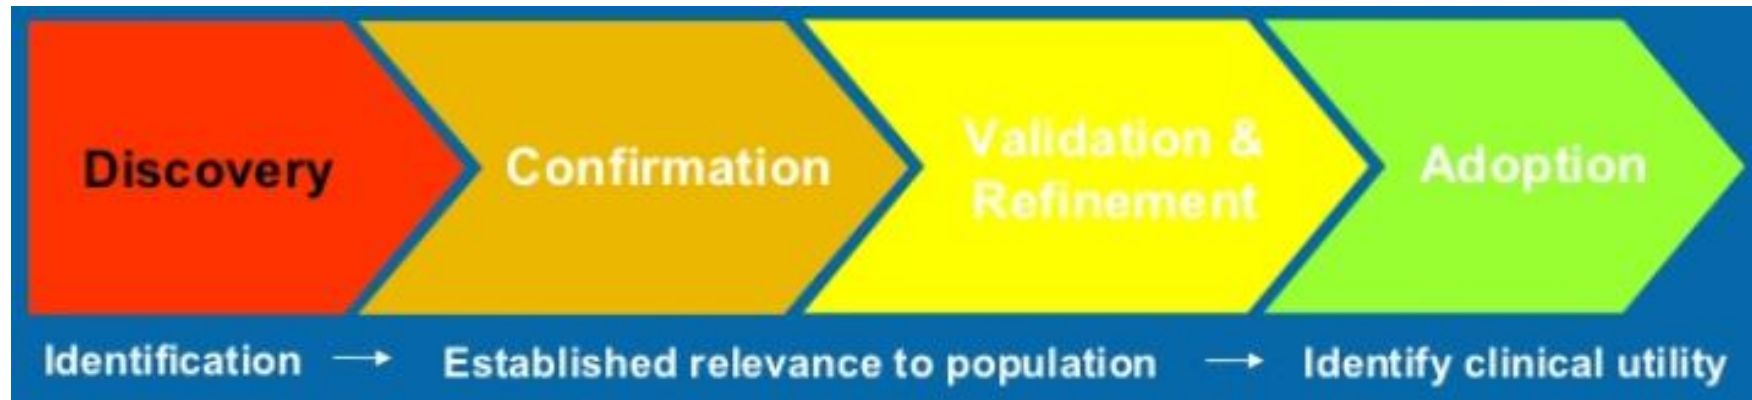 Discovery
Confirmation
Validation &
Refinement
Adoption
Identification → Established relevance to population → Identify clinical utility